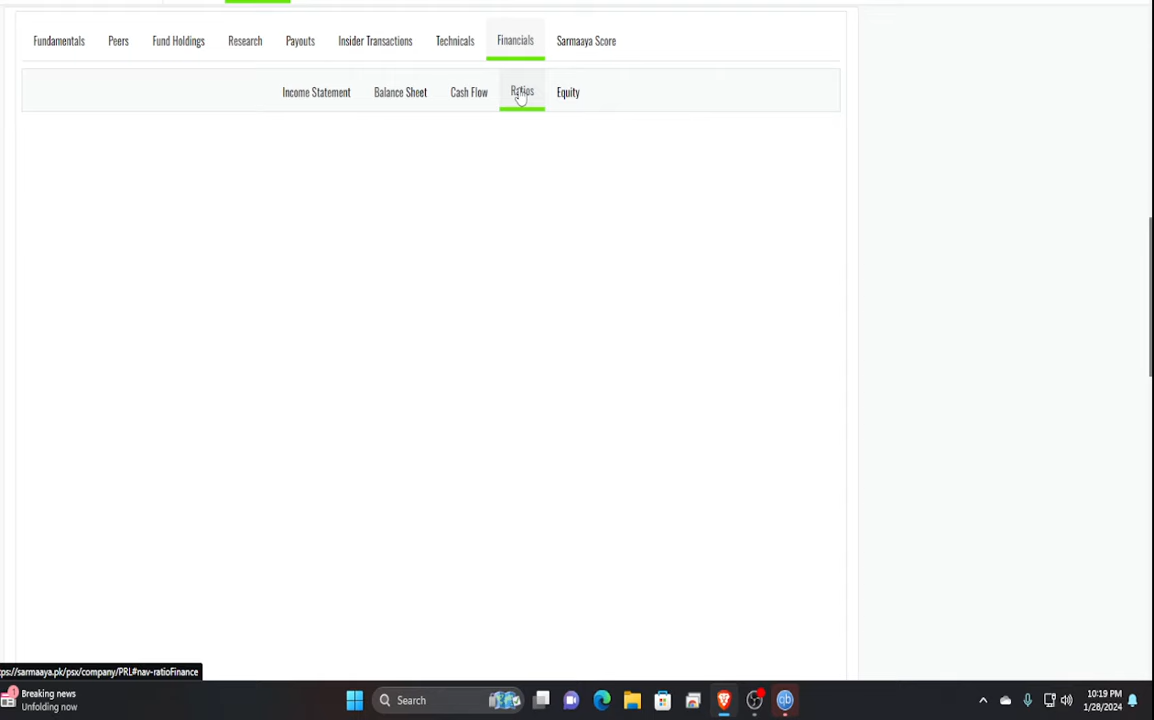 Fundamentals Peers Fund Holdings Research Payouts Insider Transactions Technicals Financials Sarmaaya Score
Income Statement Balance Sheet Cash Flow Ratios Equity
tps://sarmaaya.pk/psx/company/PRL#nav-ratioFinance
1
Breaking news
Unfolding now
Search
10:19 PM
1/28/2024